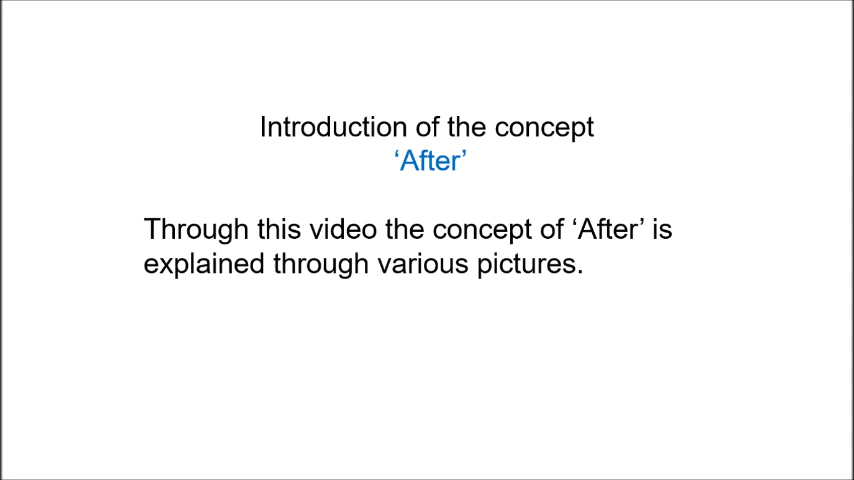 Introduction of the concept
‘After’
Through this video the concept of ‘After’ is
explained through various pictures.